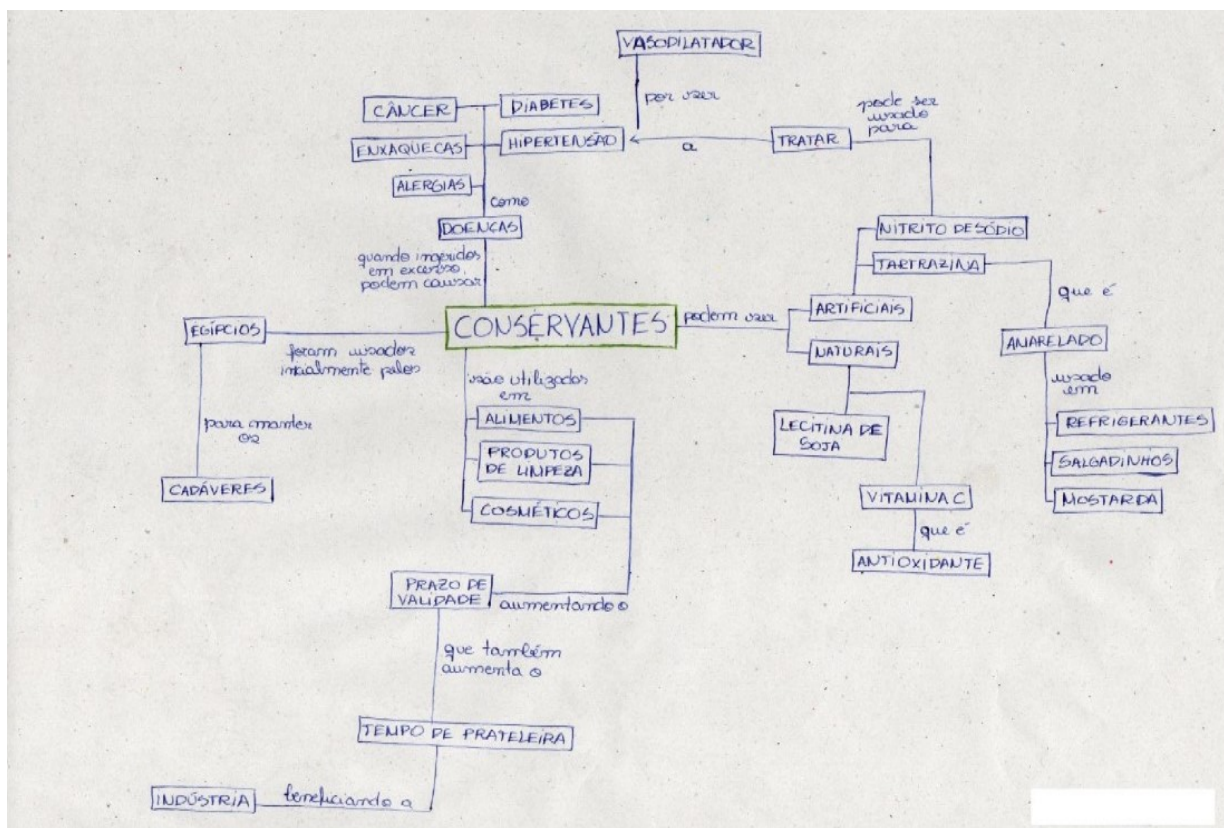 VASODILATADOR
por ser
CÂNCER
DIABETES
pode ser
usado
para
ENXAQUECAS
HIPERTENSÃO
a
TRATAR
ALERGIAS
como
DOENÇAS
NITRITO DE SÓDIO
quando ingeridos
em excesso,
podem causar
TARTRAZINA
que é
EGÍPCIOS
CONSERVANTES
podem ser
ARTIFICIAIS
AMARELADO
foram usados
inicialmente pelos
NATURAIS
são utilizados
em
usado
em
para manter
os
ALIMENTOS
LECITINA DE
SOJA
REFRIGERANTES
PRODUTOS
DE LIMPEZA
SALGADINHOS
CADÁVERES
COSMÉTICOS
VITAMINA C
MOSTARDA
que é
ANTIOXIDANTE
PRAZO DE
VALIDADE
aumentando o
que também
aumenta o
TEMPO DE PRATELEIRA
INDÚSTRIA
beneficiando a